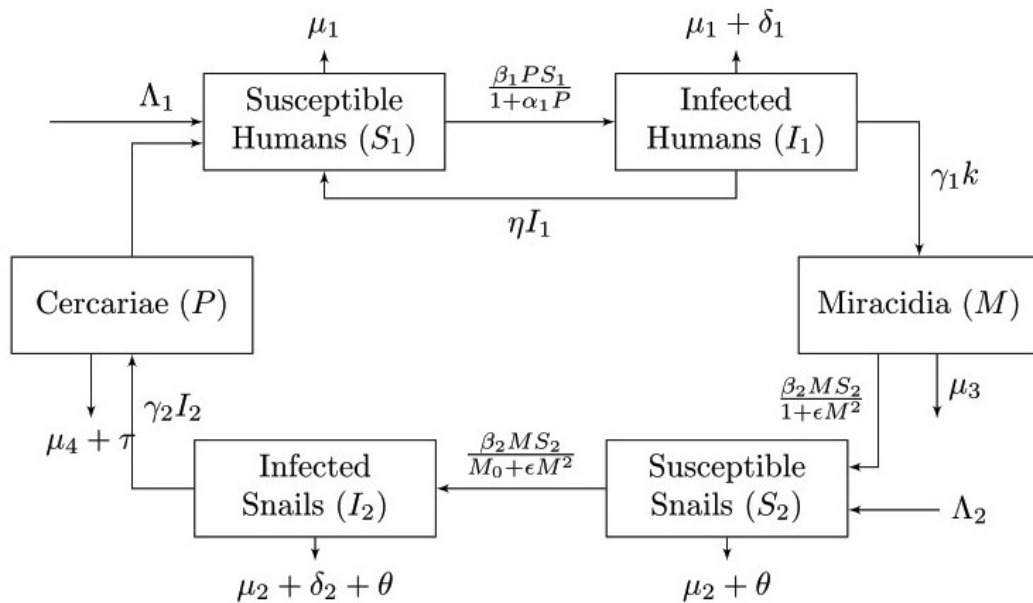 μ₁
μ₁ + δ₁
Λ₁
Susceptible
Humans (S₁)
β₁PS₁
1+α₁P
Infected
Humans (I₁)
γ₁k
ηI₁
Cercariae (P)
Miracidia (M)
μ₄ + τ
γ₂I₂
β₂MS₂
1+ϵM²
μ₃
Infected
Snails (I₂)
β₂MS₂
M₀+ϵM²
Susceptible
Snails (S₂)
Λ₂
μ₂ + δ₂ + θ
μ₂ + θ